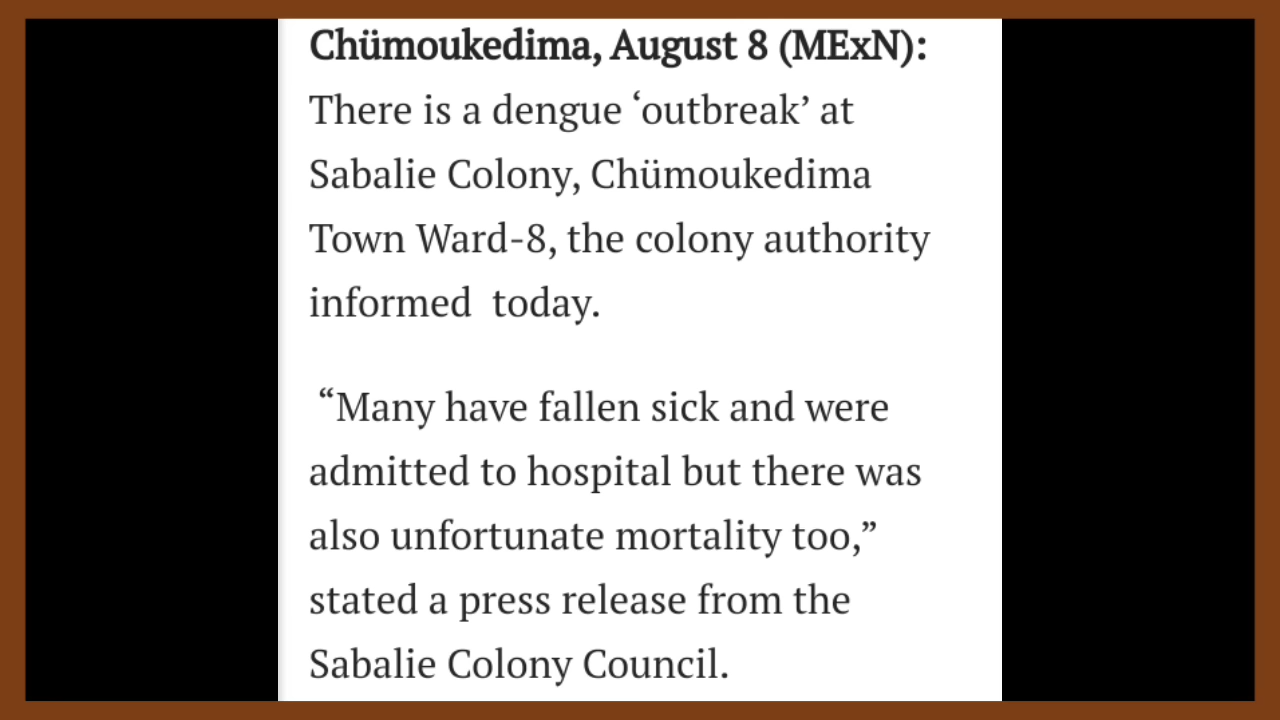 Chümoukedima, August 8 (MExN):
There is a dengue ‘outbreak’ at
Sabalie Colony, Chümoukedima
Town Ward-8, the colony authority
informed  today.
“Many have fallen sick and were
admitted to hospital but there was
also unfortunate mortality too,”
stated a press release from the
Sabalie Colony Council.